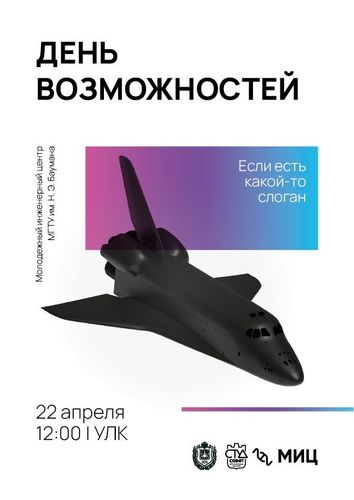 ДЕНЬ
ВОЗМОЖНОСТЕЙ
Молодежный инженерный центр
МГТУ им. Н. Э. Баумана
Если есть
какой-то
слоган
22 апреля
12:00 | УЛК
МИЦ